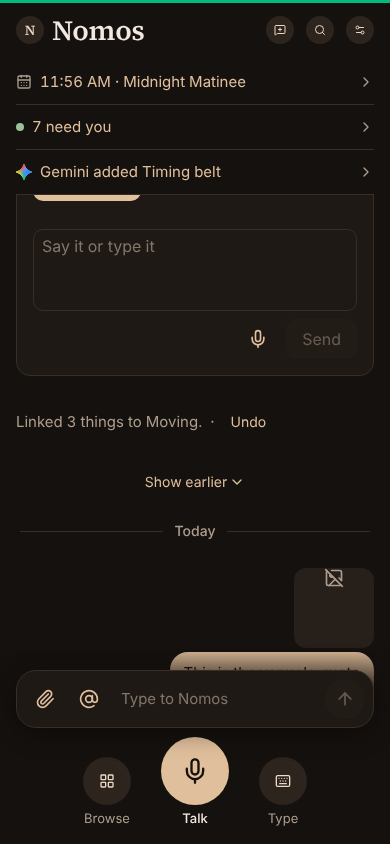 N
Nomos
11:56 AM · Midnight Matinee
7 need you
Gemini added Timing belt
Say it or type it
Send
Linked 3 things to Moving. · Undo
Show earlier
Today
Type to Nomos
Browse
Talk
Type